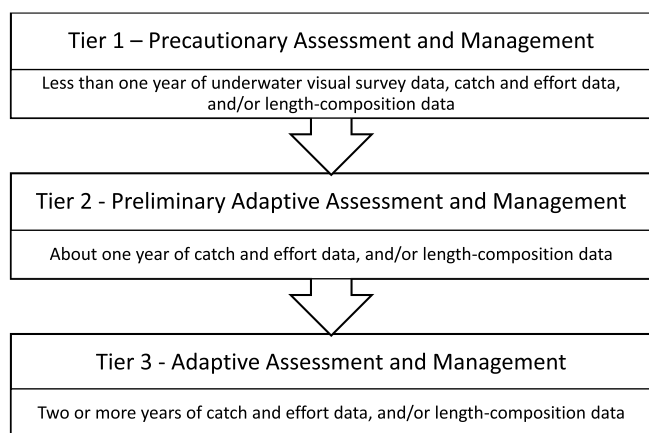 Tier 1 – Precautionary Assessment and Management
Less than one year of underwater visual survey data, catch and effort data,
and/or length-composition data
Tier 2 - Preliminary Adaptive Assessment and Management
About one year of catch and effort data, and/or length-composition data
Tier 3 - Adaptive Assessment and Management
Two or more years of catch and effort data, and/or length-composition data